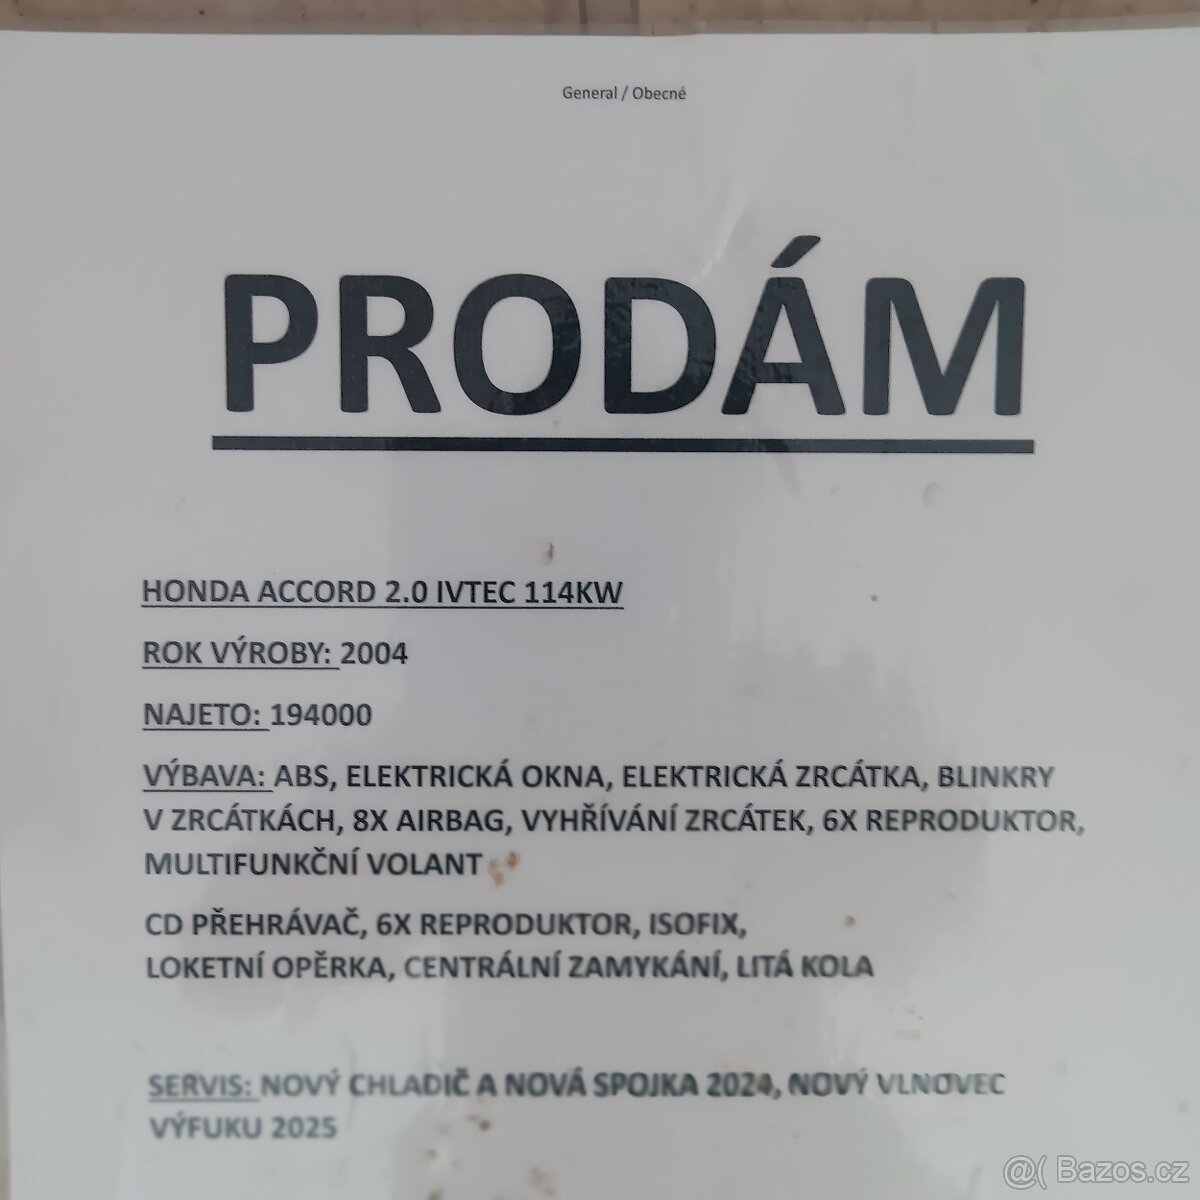 General / Obecné
PRODÁM
HONDA ACCORD 2.0 IVTEC 114KW
ROK VÝROBY: 2004
NAJETO: 194000
VÝBAVA: ABS, ELEKTRICKÁ OKNA, ELEKTRICKÁ ZRCÁTKA, BLINKRY
V ZRCÁTKÁCH, 8X AIRBAG, VYHŘÍVÁNÍ ZRCÁTEK, 6X REPRODUKTOR,
MULTIFUNKČNÍ VOLANT
CD PŘEHRÁVAČ, 6X REPRODUKTOR, ISOFIX,
LOKETNÍ OPĚRKA, CENTRÁLNÍ ZAMYKÁNÍ, LITÁ KOLA
SERVIS: NOVÝ CHLADIČ A NOVÁ SPOJKA 2024, NOVÝ VLNOVEC
VÝFUKU 2025
@( Bazos.cz